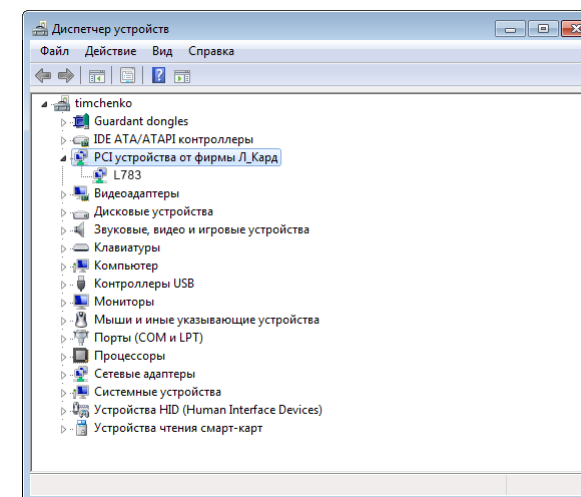 Диспетчер устройств
Файл Действие Вид Справка
timchenko
Guardant dongles
IDE ATA/ATAPI контроллеры
PCI устройства от фирмы Л_Кард
L783
Видеоадаптеры
Дисковые устройства
Звуковые, видео и игровые устройства
Клавиатуры
Компьютер
Контроллеры USB
Мониторы
Мыши и иные указывающие устройства
Порты (COM и LPT)
Процессоры
Сетевые адаптеры
Системные устройства
Устройства HID (Human Interface Devices)
Устройства чтения смарт-карт